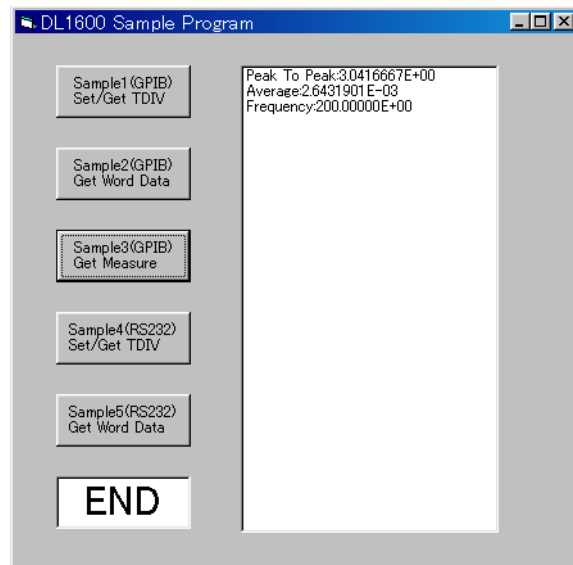 DL1600 Sample Program
Sample1(GPIB)
Set/Get TDIV
Sample2(GPIB)
Get Word Data
Sample3(GPIB)
Get Measure
Sample4(RS232)
Set/Get TDIV
Sample5(RS232)
Get Word Data
END
Peak To Peak:3.0416667E+00
Average:2.6431901E-03
Frequency:200.00000E+00